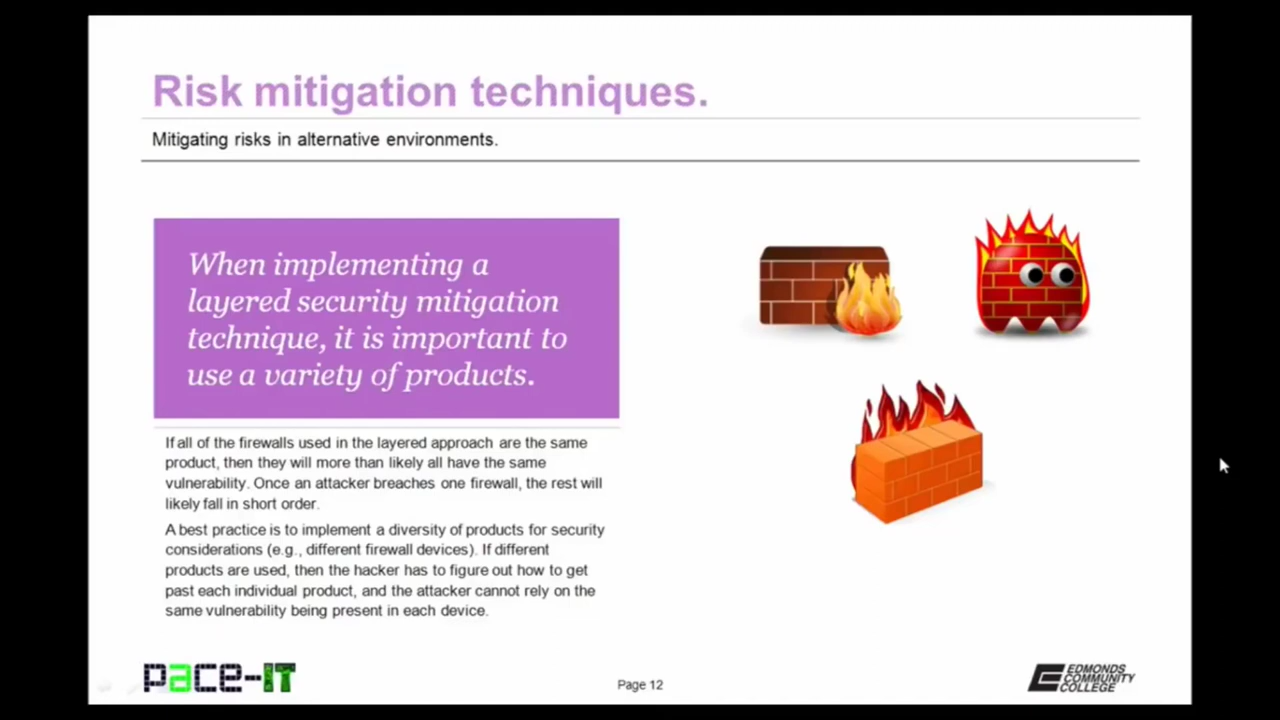 Risk mitigation techniques.
Mitigating risks in alternative environments.
When implementing a
layered security mitigation
technique, it is important to
use a variety of products.
If all of the firewalls used in the layered approach are the same
product, then they will more than likely all have the same
vulnerability. Once an attacker breaches one firewall, the rest will
likely fall in short order.
A best practice is to implement a diversity of products for security
considerations (e.g., different firewall devices). If different
products are used, then the hacker has to figure out how to get
past each individual product, and the attacker cannot rely on the
same vulnerability being present in each device.
pace-IT
Page 12
EDMONDS
COMMUNITY
COLLEGE